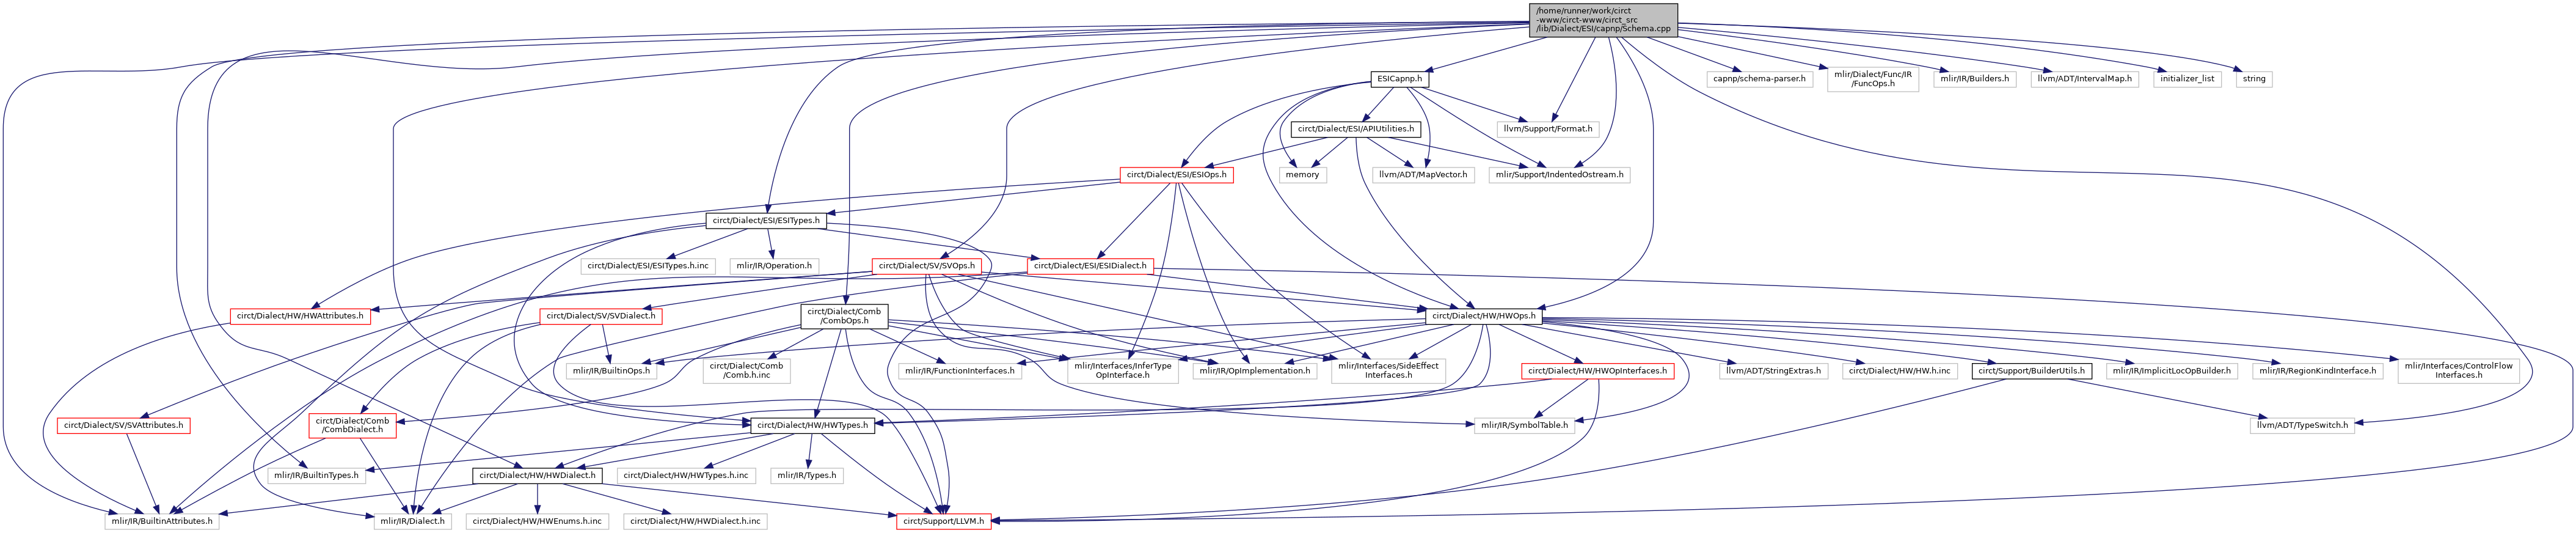 /home/runner/work/circt
-www/circt-www/circt_src
/lib/Dialect/ESI/capnp/Schema.cpp
ESICapnp.h
capnp/schema-parser.h
mlir/Dialect/Func/IR
/FuncOps.h
mlir/IR/Builders.h
llvm/ADT/IntervalMap.h
initializer_list
string
circt/Dialect/ESI/APIUtilities.h
llvm/Support/Format.h
circt/Dialect/ESI/ESIOps.h
memory
llvm/ADT/MapVector.h
mlir/Support/IndentedOstream.h
circt/Dialect/ESI/ESITypes.h
circt/Dialect/ESI/ESITypes.h.inc
mlir/IR/Operation.h
circt/Dialect/SV/SVOps.h
circt/Dialect/ESI/ESIDialect.h
circt/Dialect/HW/HWAttributes.h
circt/Dialect/SV/SVDialect.h
circt/Dialect/Comb
/CombOps.h
circt/Dialect/HW/HWOps.h
mlir/IR/BuiltinOps.h
circt/Dialect/Comb
/Comb.h.inc
mlir/IR/FunctionInterfaces.h
mlir/Interfaces/InferType
OpInterface.h
mlir/IR/OpImplementation.h
mlir/Interfaces/SideEffect
Interfaces.h
circt/Dialect/HW/HWOpInterfaces.h
llvm/ADT/StringExtras.h
circt/Dialect/HW/HW.h.inc
circt/Support/BuilderUtils.h
mlir/IR/ImplicitLocOpBuilder.h
mlir/IR/RegionKindInterface.h
mlir/Interfaces/ControlFlow
Interfaces.h
circt/Dialect/SV/SVAttributes.h
circt/Dialect/Comb
/CombDialect.h
circt/Dialect/HW/HWTypes.h
mlir/IR/SymbolTable.h
llvm/ADT/TypeSwitch.h
mlir/IR/BuiltinTypes.h
circt/Dialect/HW/HWDialect.h
circt/Dialect/HW/HWTypes.h.inc
mlir/IR/Types.h
mlir/IR/BuiltinAttributes.h
mlir/IR/Dialect.h
circt/Dialect/HW/HWEnums.h.inc
circt/Dialect/HW/HWDialect.h.inc
circt/Support/LLVM.h